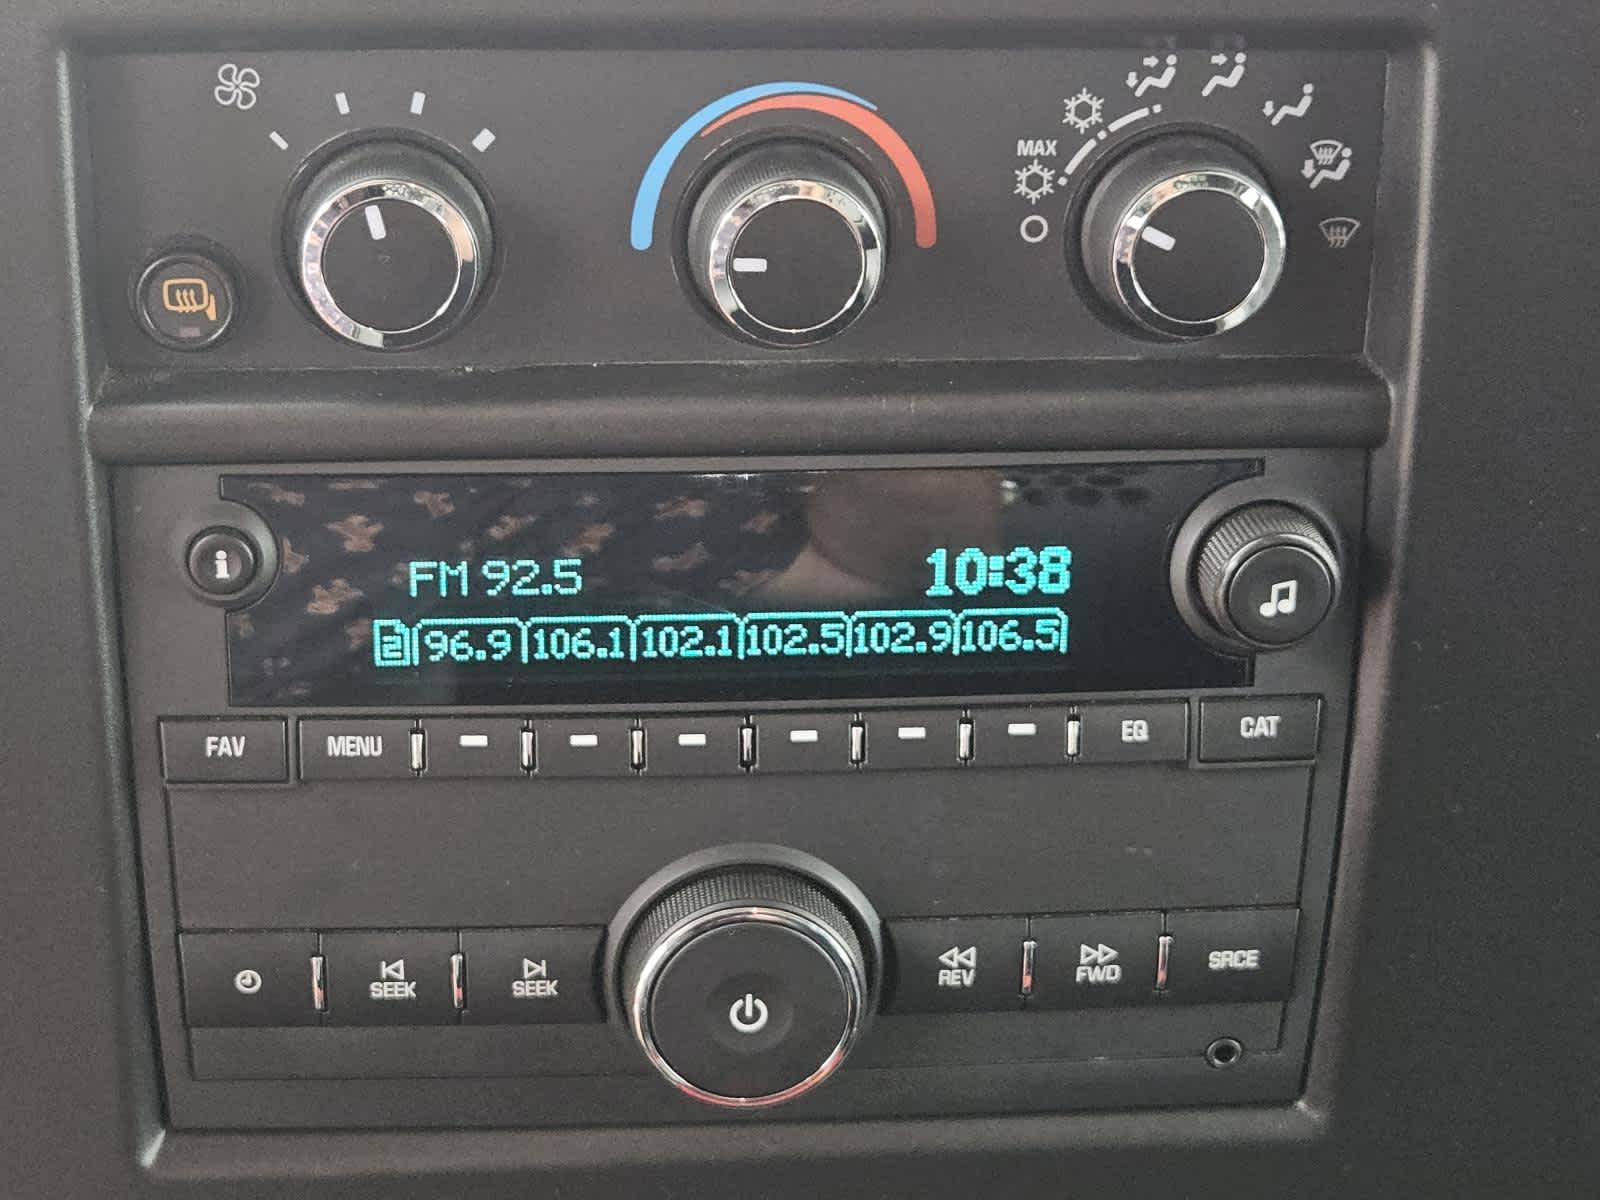 MAX
i
FM 92.5 10:38
2 96.9 106.1 102.1 102.5 102.9 106.5
FAV MENU EQ CAT
SEEK SEEK REV FWD SRCE